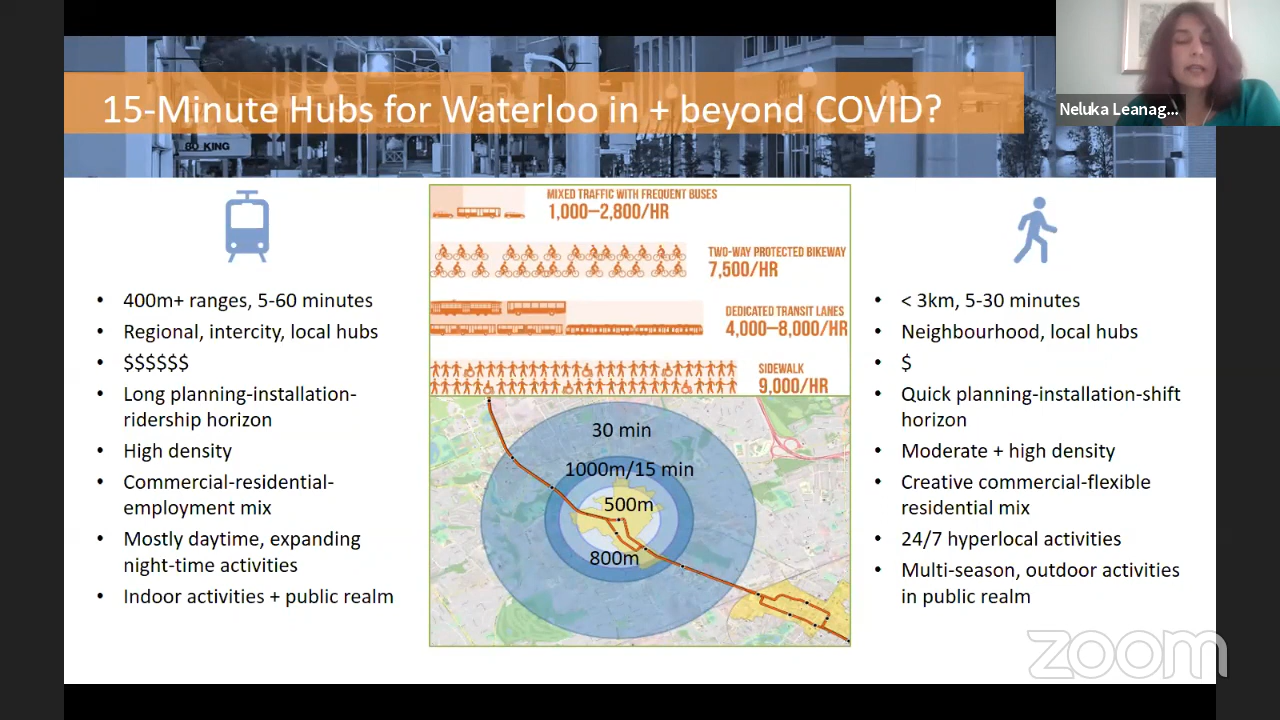 15-Minute Hubs for Waterloo in + beyond COVID?
80 KING
Neluka Leanag...
• 400m+ ranges, 5-60 minutes
• Regional, intercity, local hubs
• $$$$$$
• Long planning-installation-
ridership horizon
• High density
• Commercial-residential-
employment mix
• Mostly daytime, expanding
night-time activities
• Indoor activities + public realm
MIXED TRAFFIC WITH FREQUENT BUSES
1,000–2,800/HR
TWO-WAY PROTECTED BIKEWAY
7,500/HR
DEDICATED TRANSIT LANES
4,000–8,000/HR
SIDEWALK
9,000/HR
30 min
1000m/15 min
500m
800m
• < 3km, 5-30 minutes
• Neighbourhood, local hubs
• $
• Quick planning-installation-shift
horizon
• Moderate + high density
• Creative commercial-flexible
residential mix
• 24/7 hyperlocal activities
• Multi-season, outdoor activities
in public realm
zoom